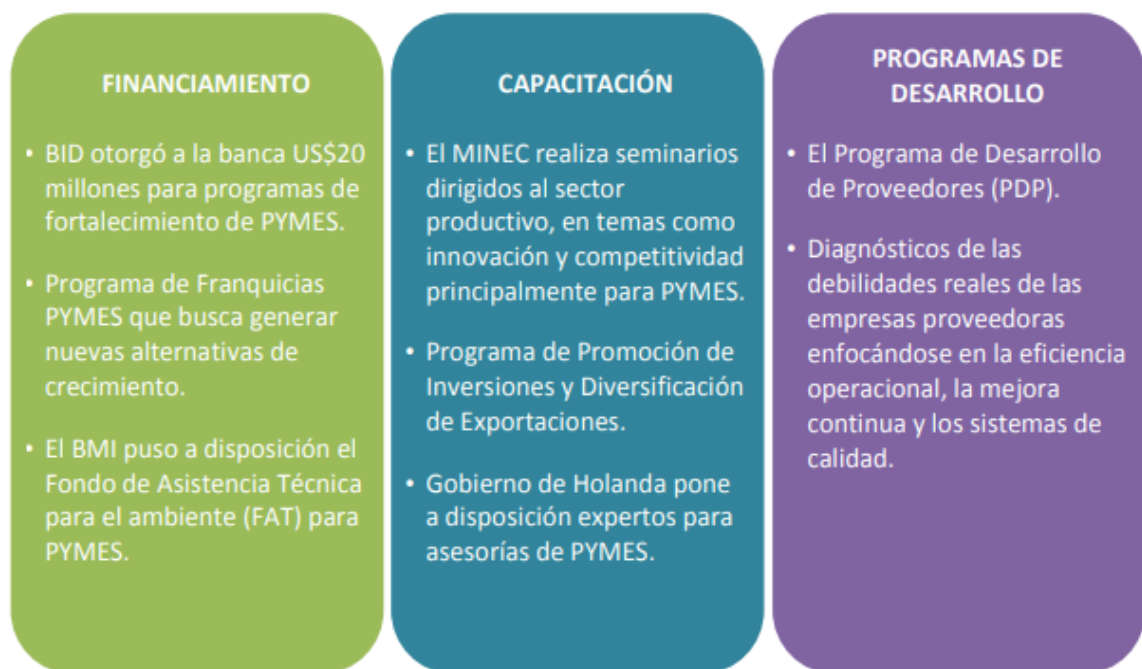 FINANCIAMIENTO
• BID otorgó a la banca US$20
millones para programas de
fortalecimiento de PYMES.
• Programa de Franquicias
PYMES que busca generar
nuevas alternativas de
crecimiento.
• El BMI puso a disposición el
Fondo de Asistencia Técnica
para el ambiente (FAT) para
PYMES.
CAPACITACIÓN
• El MINEC realiza seminarios
dirigidos al sector
productivo, en temas como
innovación y competitividad
principalmente para PYMES.
• Programa de Promoción de
Inversiones y Diversificación
de Exportaciones.
• Gobierno de Holanda pone
a disposición expertos para
asesorías de PYMES.
PROGRAMAS DE
DESARROLLO
• El Programa de Desarrollo
de Proveedores (PDP).
• Diagnósticos de las
debilidades reales de las
empresas proveedoras
enfocándose en la eficiencia
operacional, la mejora
continua y los sistemas de
calidad.